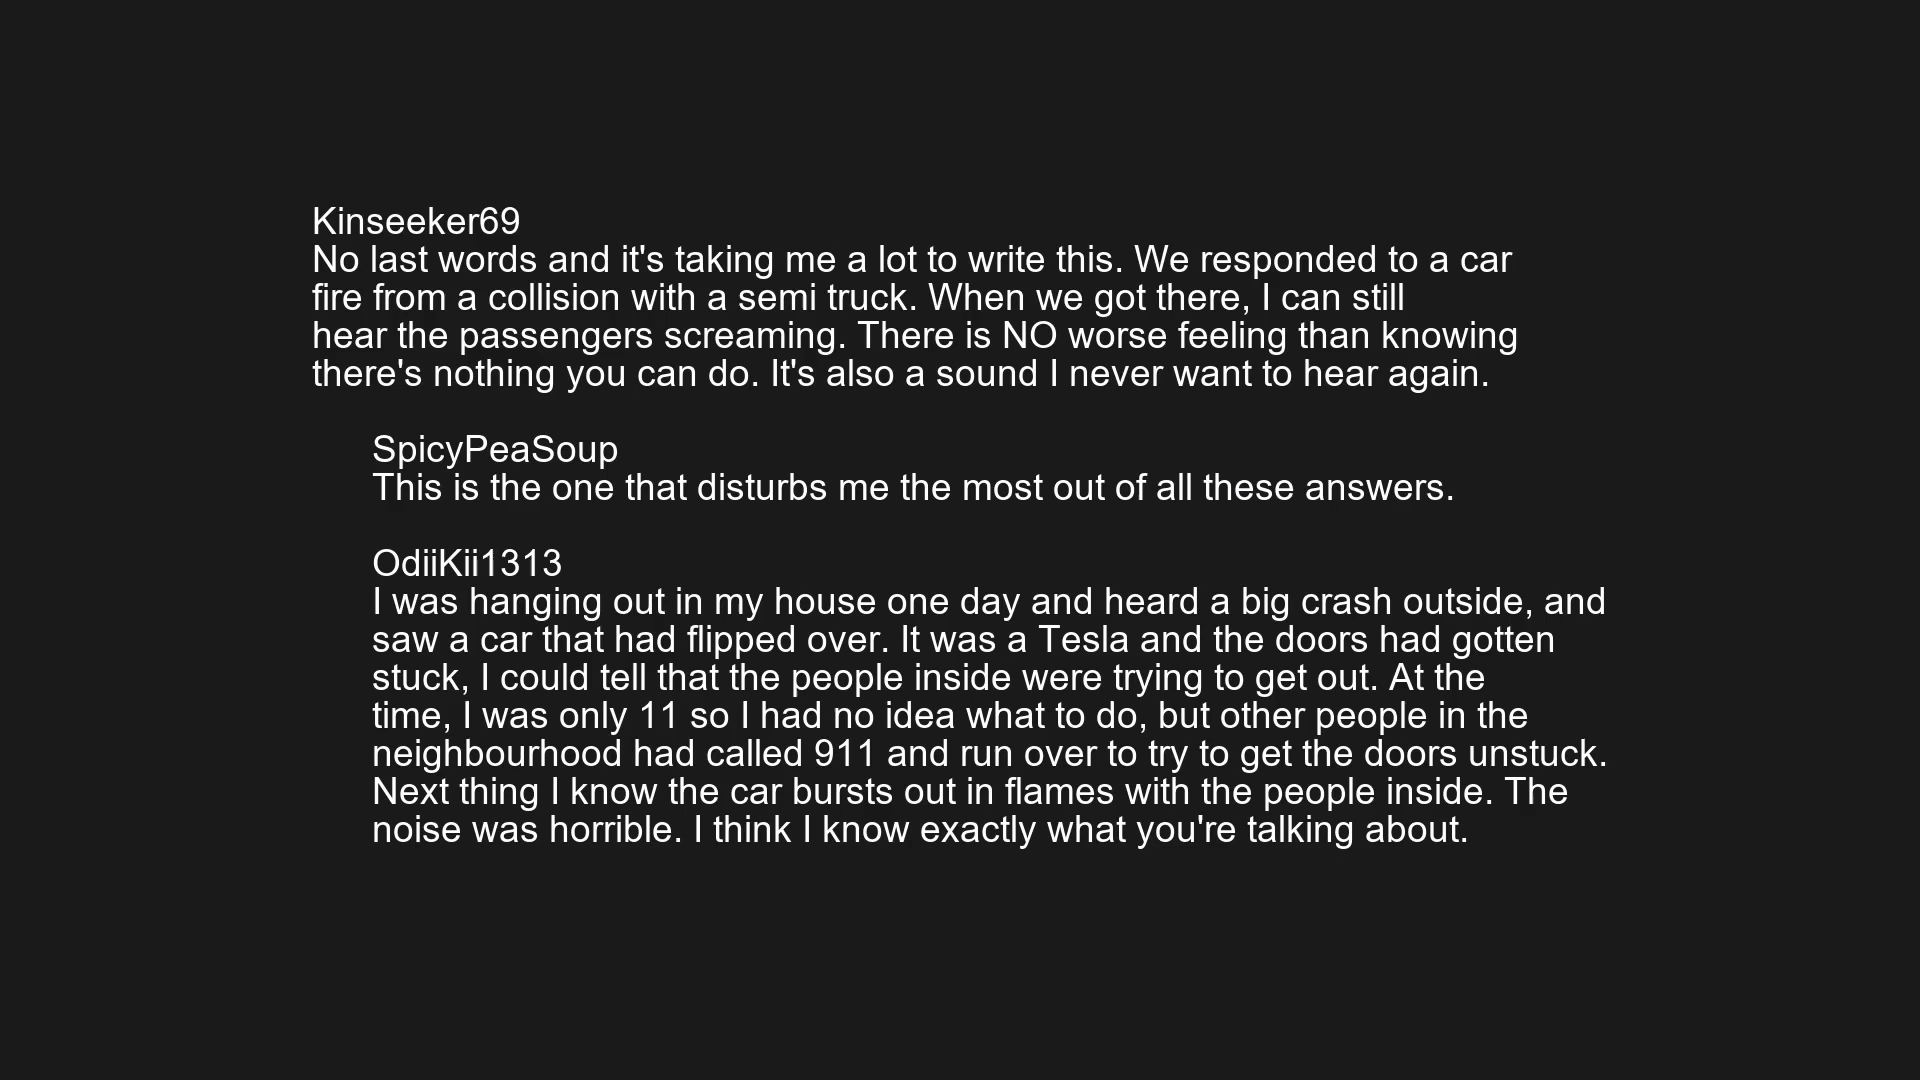 Kinseeker69
No last words and it's taking me a lot to write this. We responded to a car
fire from a collision with a semi truck. When we got there, I can still
hear the passengers screaming. There is NO worse feeling than knowing
there's nothing you can do. It's also a sound I never want to hear again.
SpicyPeaSoup
This is the one that disturbs me the most out of all these answers.
OdiiKii1313
I was hanging out in my house one day and heard a big crash outside, and
saw a car that had flipped over. It was a Tesla and the doors had gotten
stuck, I could tell that the people inside were trying to get out. At the
time, I was only 11 so I had no idea what to do, but other people in the
neighbourhood had called 911 and run over to try to get the doors unstuck.
Next thing I know the car bursts out in flames with the people inside. The
noise was horrible. I think I know exactly what you're talking about.